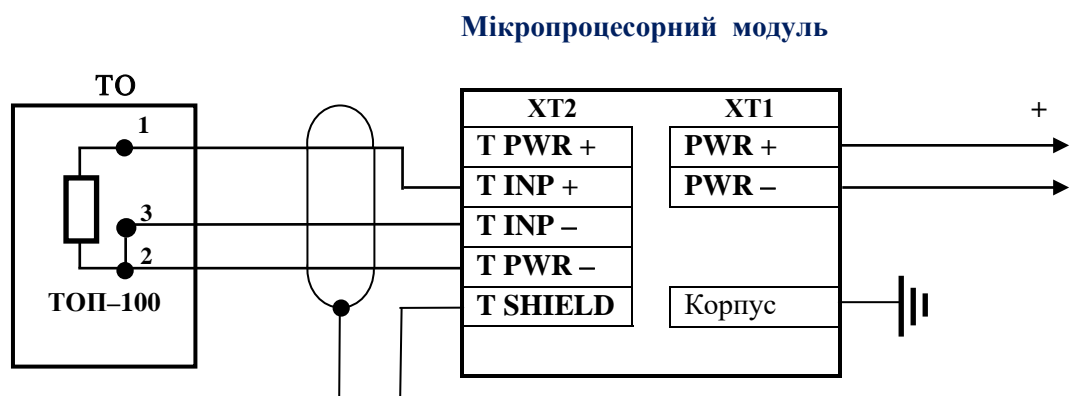 Мікропроцесорний модуль
ТО
1
3
2
ТОП–100
XT2
T PWR +
T INP +
T INP –
T PWR –
T SHIELD
XT1
PWR +
PWR –
Корпус
+